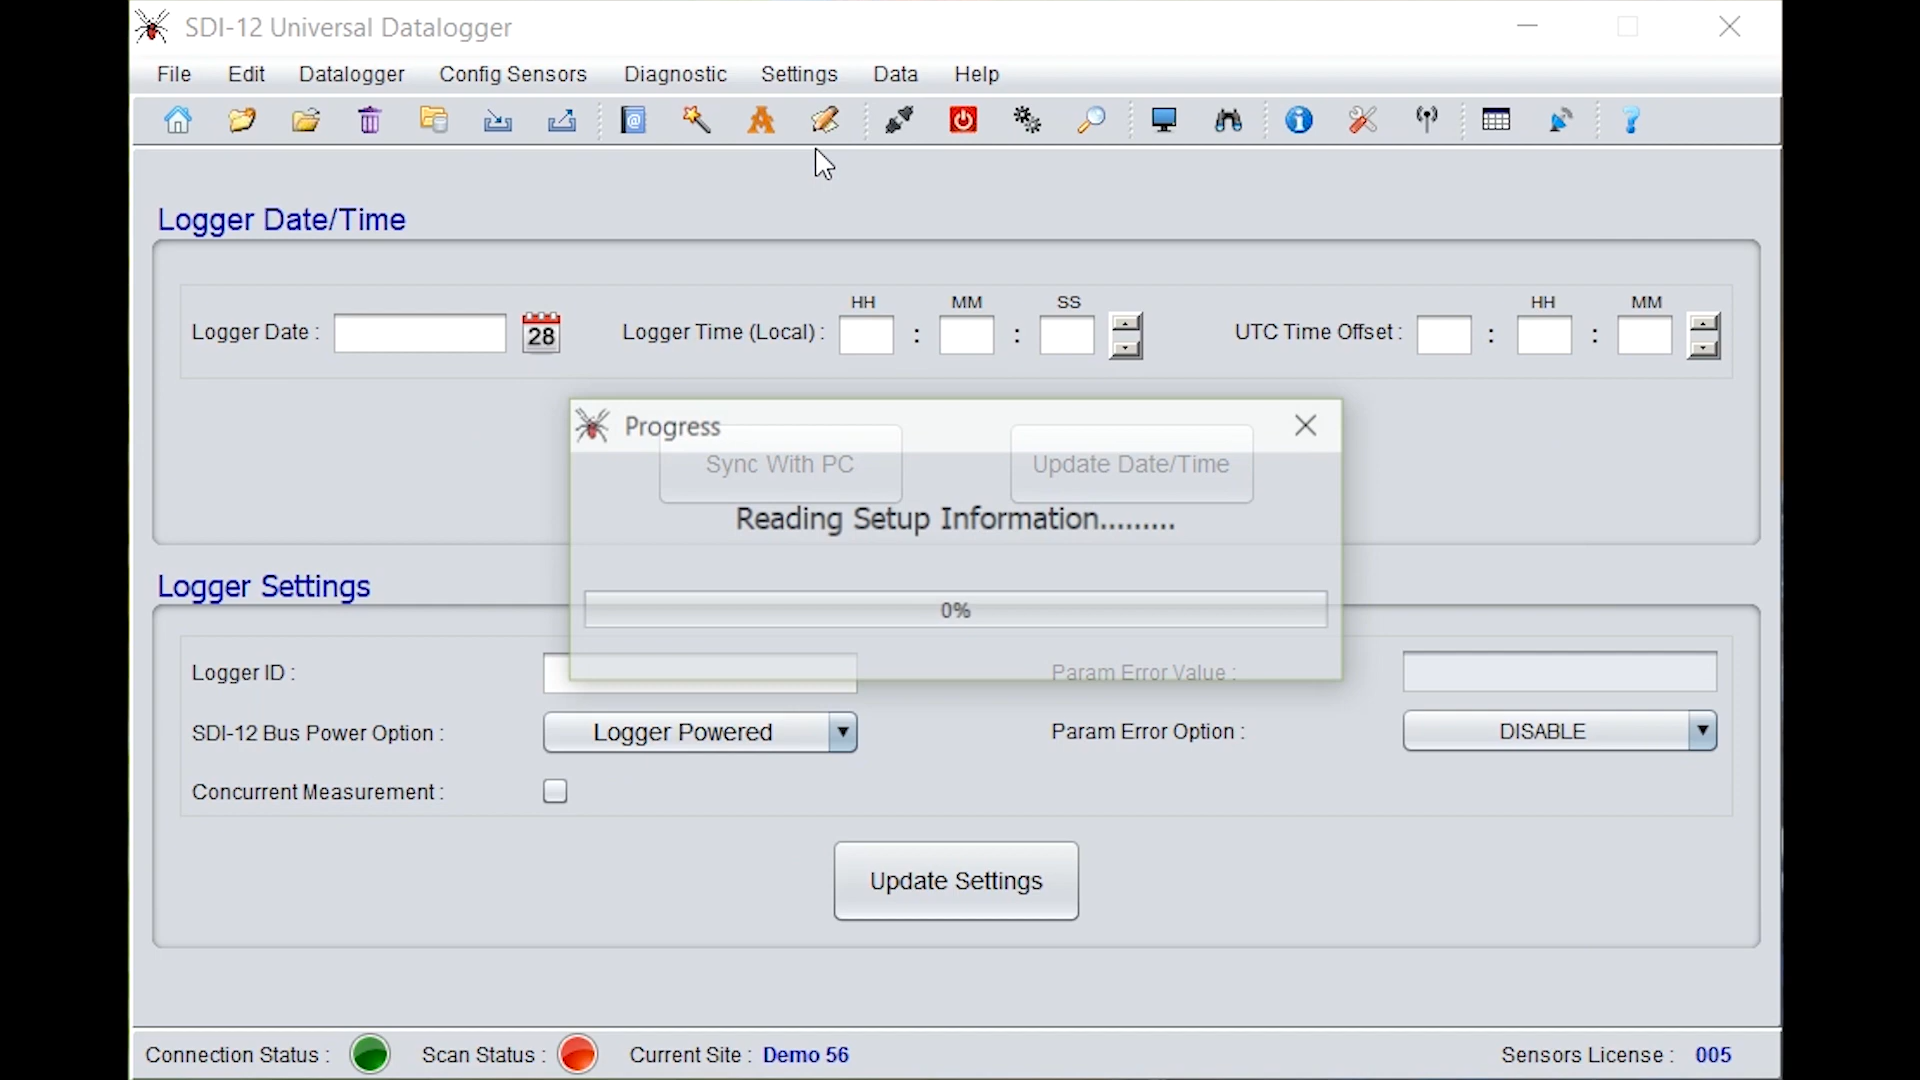 SDI-12 Universal Datalogger
File Edit Datalogger Config Sensors Diagnostic Settings Data Help
Logger Date/Time
HH MM SS HH MM
Logger Date : 28 Logger Time (Local) : : : UTC Time Offset : : :
Progress
Sync With PC Update Date/Time
Reading Setup Information.........
0%
Logger Settings
Logger ID : Param Error Value :
SDI-12 Bus Power Option : Logger Powered Param Error Option : DISABLE
Concurrent Measurement :
Update Settings
Connection Status : Scan Status : Current Site : Demo 56 Sensors License : 005